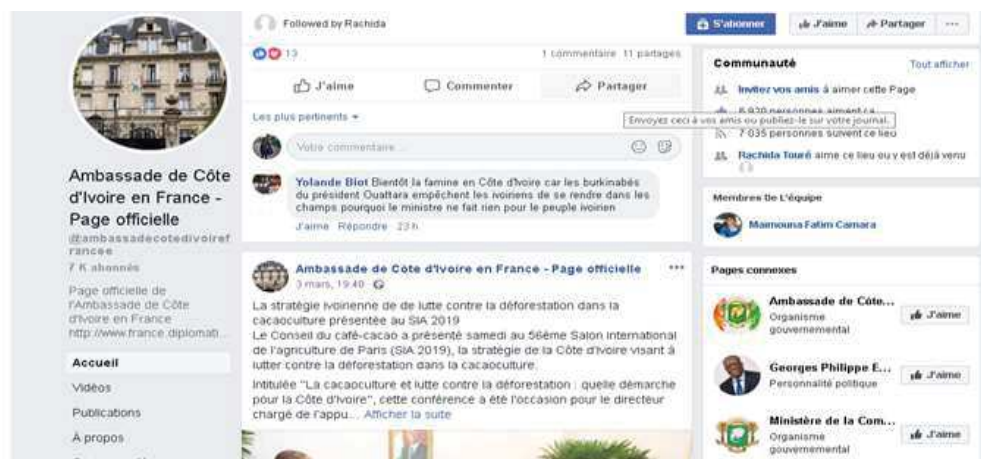 Ambassade de Côte
d'Ivoire en France -
Page officielle
@ambassadecotedivoiref
rancee
7 K abonnés
Page officielle de
l'Ambassade de Côte
d'Ivoire en France
http://www.france.diplomati...
Accueil
Vidéos
Publications
À propos
Followed by Rachida
13
1 commentaire 11 partages
J'aime
Commenter
Partager
Les plus pertinents
Votre commentaire...
Yolande Biot Bientôt la famine en Côte d'Ivoire car les burkinabés
du président Ouattara empêchent les ivoiriens de se rendre dans les
champs pourquoi le ministre ne fait rien pour le peuple ivoirien
J'aime Répondre 23 h
Ambassade de Côte d'Ivoire en France - Page officielle ...
3 mars, 19:40
La stratégie ivoirienne de de lutte contre la déforestation dans la
cacaoculture présentée au SIA 2019
Le Conseil du café-cacao a présenté samedi au 56ème Salon international
de l'agriculture de Paris (SIA 2019), la stratégie de la Côte d'Ivoire visant à
lutter contre la déforestation dans la cacaoculture.
Intitulée "La cacaoculture et lutte contre la déforestation : quelle démarche
pour la Côte d'Ivoire", cette conférence a été l'occasion pour le directeur
chargé de l'appu... Afficher la suite
S'abonner
J'aime
Partager
...
Communauté
Tout afficher
Invitez vos amis à aimer cette Page
6 920 personnes aiment ça
Envoyez ceci à vos amis ou publiez-le sur votre journal.
7 035 personnes suivent ce lieu
Rachida Touré aime ce lieu ou y est déjà venu
Membres De L'équipe
Maimouna Fatim Camara
Pages connexes
Ambassade de Côte...
Organisme
gouvernemental
J'aime
Georges Philippe E...
Personnalité politique
J'aime
Ministère de la Com...
Organisme
gouvernemental
J'aime